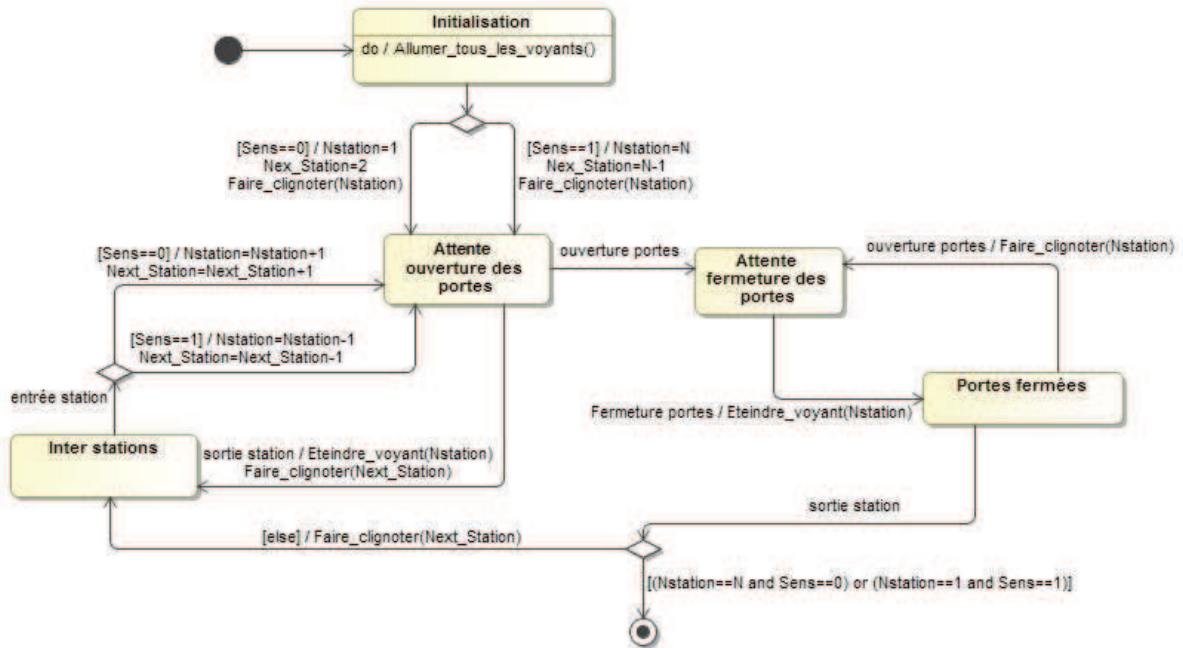 Initialisation
do / Allumer_tous_les_voyants()
[Sens==0] / Nstation=1
Nex_Station=2
Faire_clignoter(Nstation)
[Sens==1] / Nstation=N
Nex_Station=N-1
Faire_clignoter(Nstation)
[Sens==0] / Nstation=Nstation+1
Next_Station=Next_Station+1
Attente
ouverture des
portes
ouverture portes
Attente
fermeture des
portes
ouverture portes / Faire_clignoter(Nstation)
[Sens==1] / Nstation=Nstation-1
Next_Station=Next_Station-1
entrée station
Portes fermées
Fermeture portes / Eteindre_voyant(Nstation)
Inter stations
sortie station / Eteindre_voyant(Nstation)
Faire_clignoter(Next_Station)
sortie station
[else] / Faire_clignoter(Next_Station)
[(Nstation==N and Sens==0) or (Nstation==1 and Sens==1)]